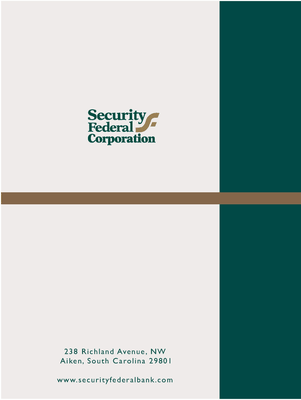 Security
Federal
Corporation
238 Richland Avenue, NW
Aiken, South Carolina 29801
www.securityfederalbank.com